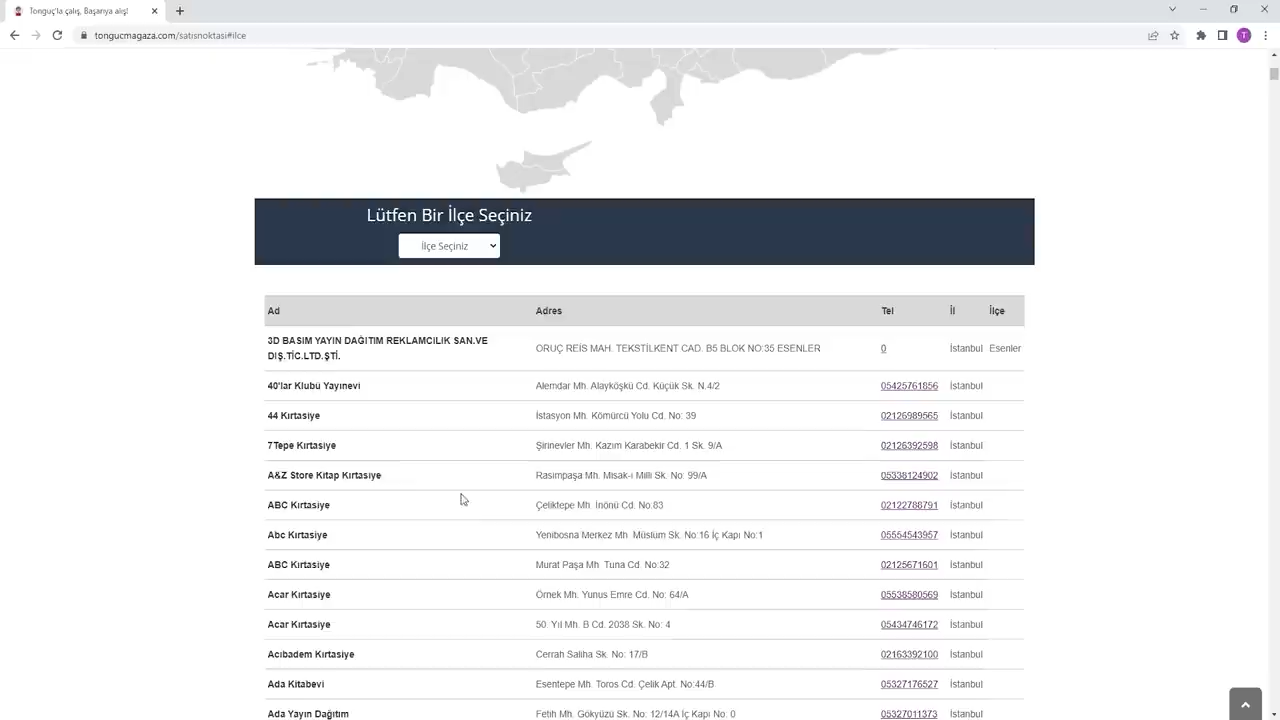 Tonguç'la çalış, Başarıya alış!
tongucmagaza.com/satisnoktasi#ilce
T
Lütfen Bir İlçe Seçiniz
İlçe Seçiniz
Ad Adres Tel İl İlçe
3D BASIM YAYIN DAĞITIM REKLAMCILIK SAN.VE
DIŞ.TİC.LTD.ŞTİ. ORUÇ REİS MAH. TEKSTİLKENT CAD. B5 BLOK NO:35 ESENLER 0 İstanbul Esenler
40'lar Klubü Yayınevi Alemdar Mh. Alayköşkü Cd. Küçük Sk. N.4/2 05425761856 İstanbul
44 Kırtasiye İstasyon Mh. Kömürcü Yolu Cd. No: 39 02126989565 İstanbul
7Tepe Kırtasiye Şirinevler Mh. Kazım Karabekir Cd. 1 Sk. 9/A 02126392598 İstanbul
A&Z Store Kitap Kırtasiye Rasimpaşa Mh. Misak-ı Milli Sk. No: 99/A 05338124902 İstanbul
ABC Kırtasiye Çeliktepe Mh. İnönü Cd. No:83 02122788791 İstanbul
Abc Kırtasiye Yenibosna Merkez Mh. Müslüm Sk. No:16 İç Kapı No:1 05554543957 İstanbul
ABC Kırtasiye Murat Paşa Mh. Tuna Cd. No:32 02125671601 İstanbul
Acar Kırtasiye Örnek Mh. Yunus Emre Cd. No: 64/A 05538580569 İstanbul
Acar Kırtasiye 50. Yıl Mh. B Cd. 2038 Sk. No: 4 05434746172 İstanbul
Acıbadem Kırtasiye Cerrah Saliha Sk. No: 17/B 02163392100 İstanbul
Ada Kitabevi Esentepe Mh. Toros Cd. Çelik Apt. No:44/B 05327176527 İstanbul
Ada Yayın Dağıtım Fetih Mh. Gökyüzü Sk. No: 12/14A İç Kapı No. 0 05327011373 İstanbul